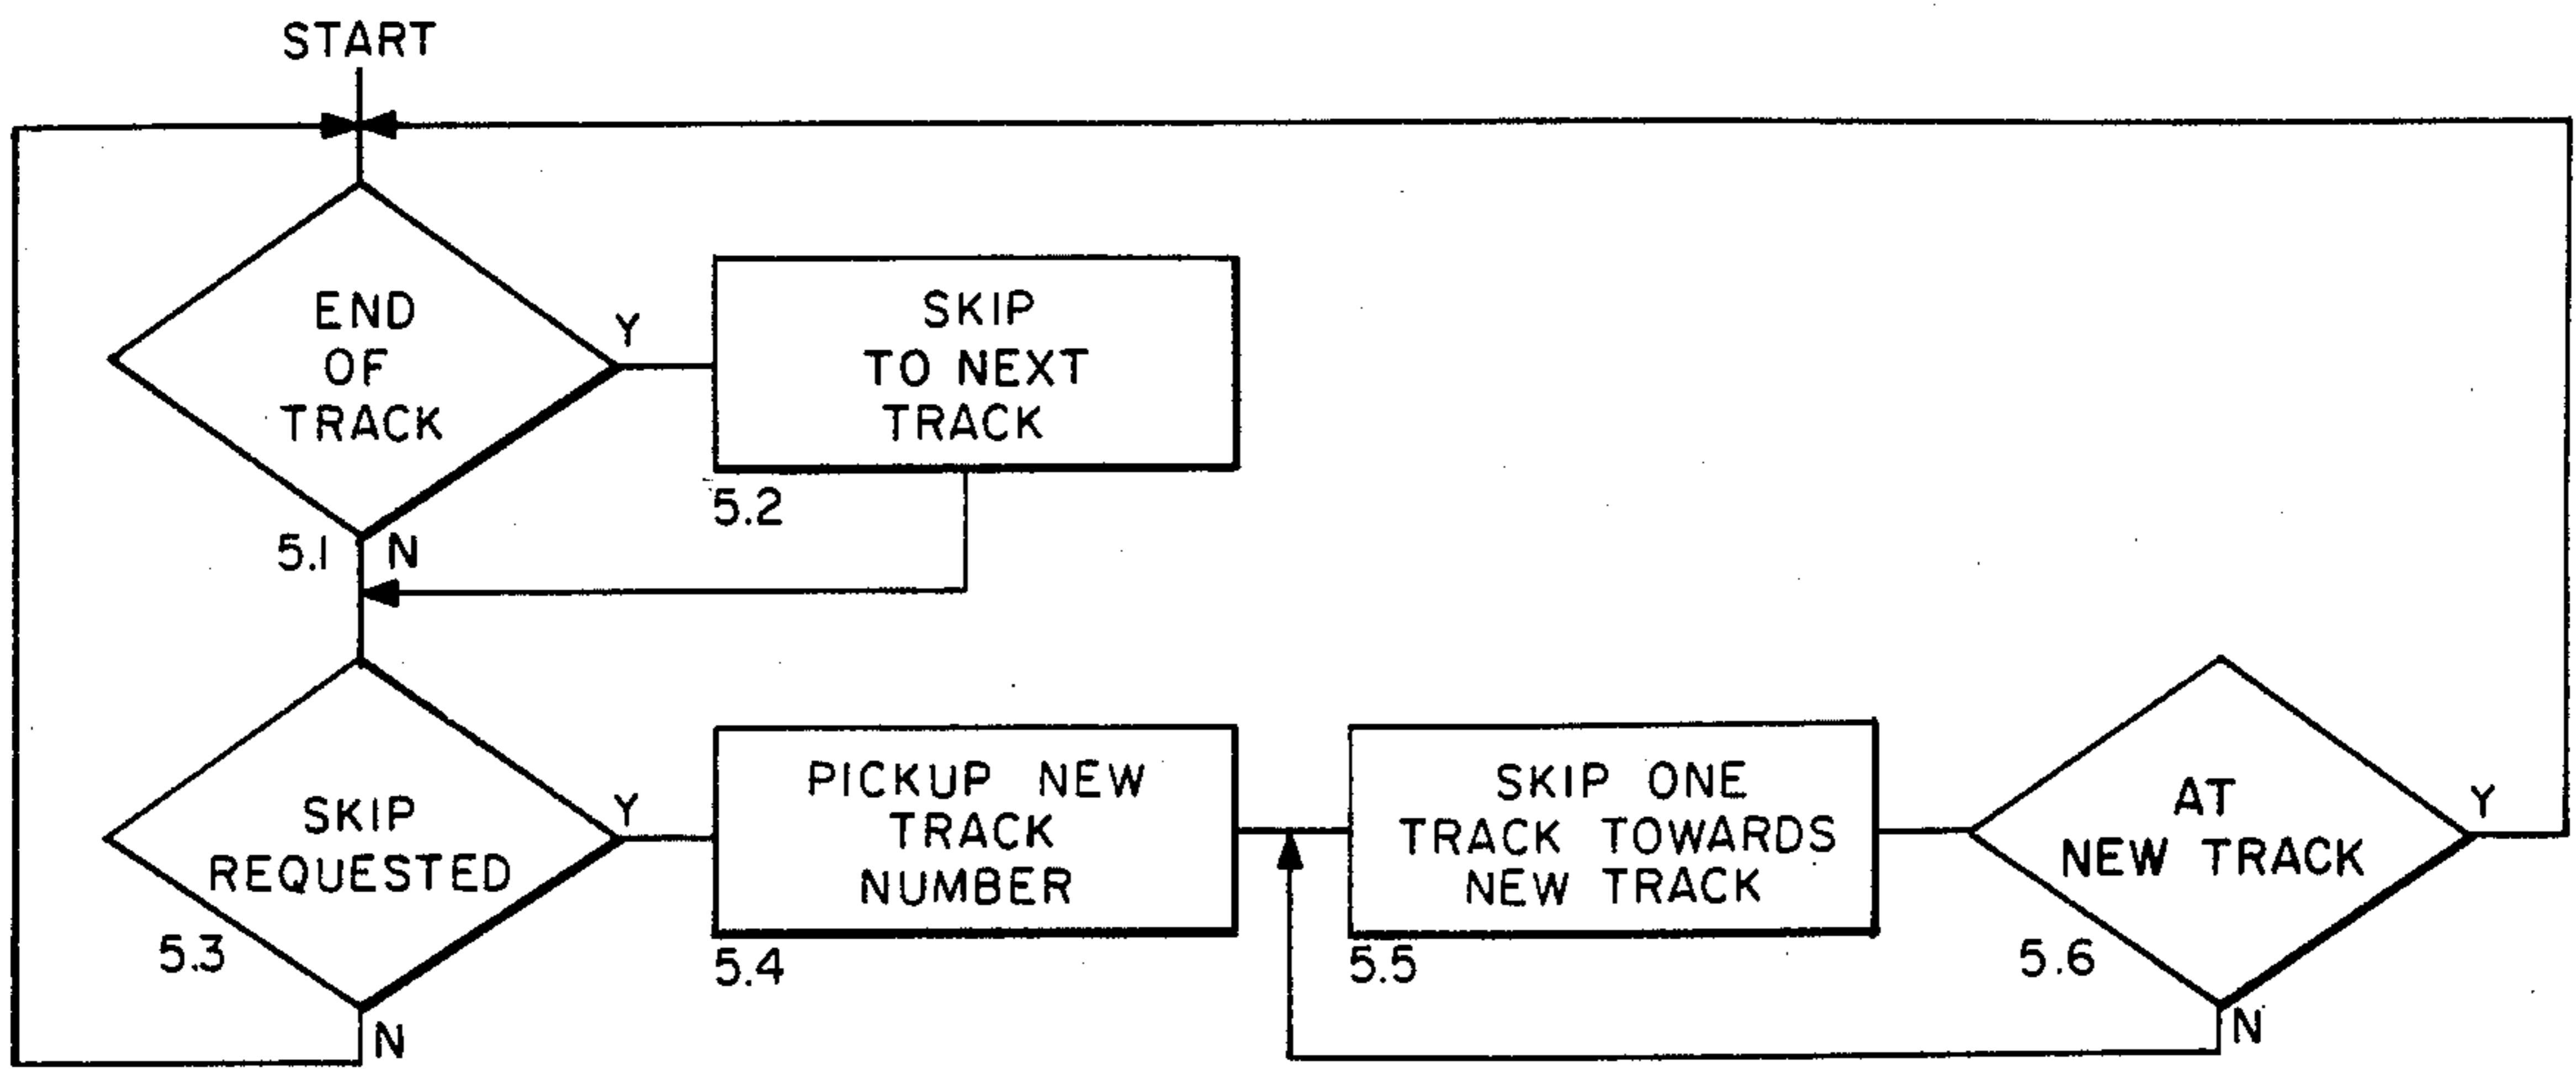 START
END
OF
TRACK
Y
SKIP
TO NEXT
TRACK
5.1
N
5.2
SKIP
REQUESTED
Y
5.3
N
PICKUP NEW
TRACK
NUMBER
5.4
SKIP ONE
TRACK TOWARDS
NEW TRACK
5.5
AT
NEW TRACK
Y
5.6
N